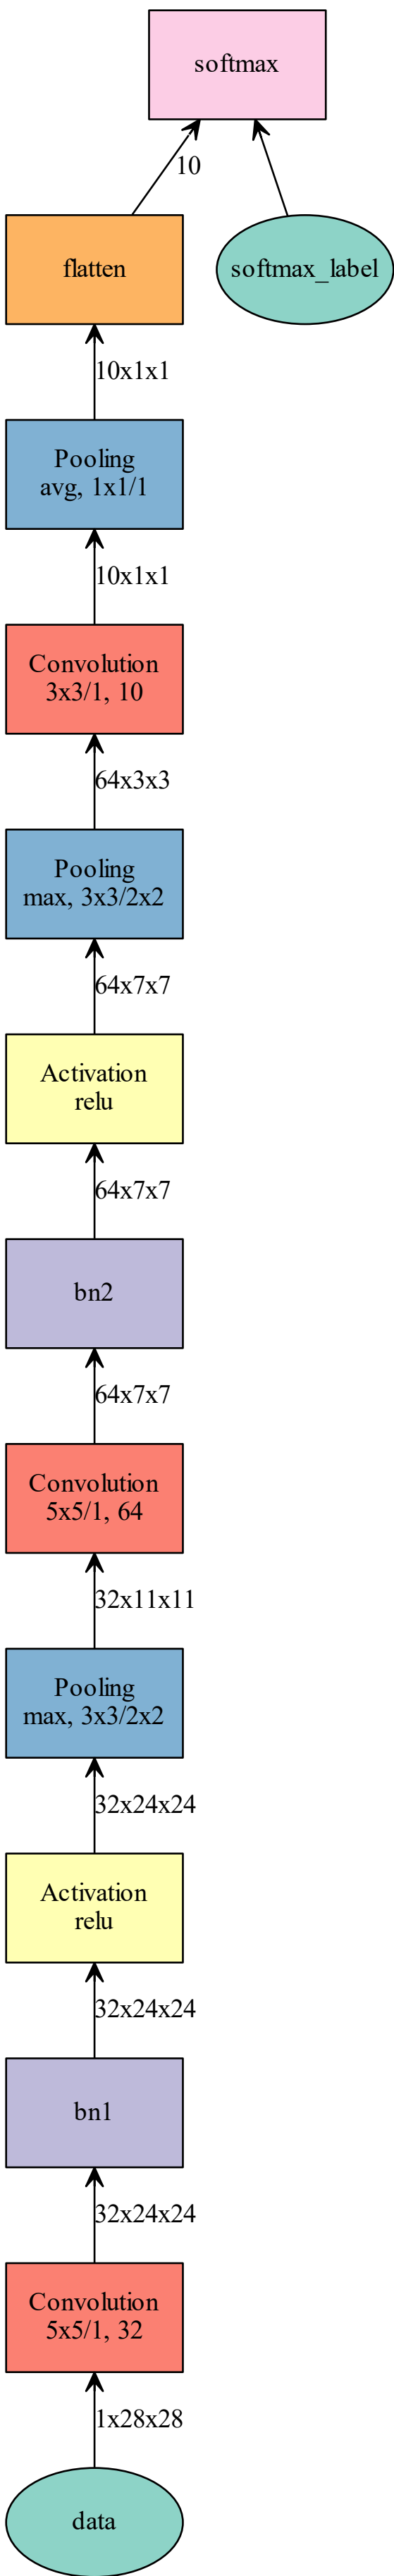 softmax
10
flatten
softmax_label
10x1x1
Pooling
avg, 1x1/1
10x1x1
Convolution
3x3/1, 10
64x3x3
Pooling
max, 3x3/2x2
64x7x7
Activation
relu
64x7x7
bn2
64x7x7
Convolution
5x5/1, 64
32x11x11
Pooling
max, 3x3/2x2
32x24x24
Activation
relu
32x24x24
bn1
32x24x24
Convolution
5x5/1, 32
1x28x28
data